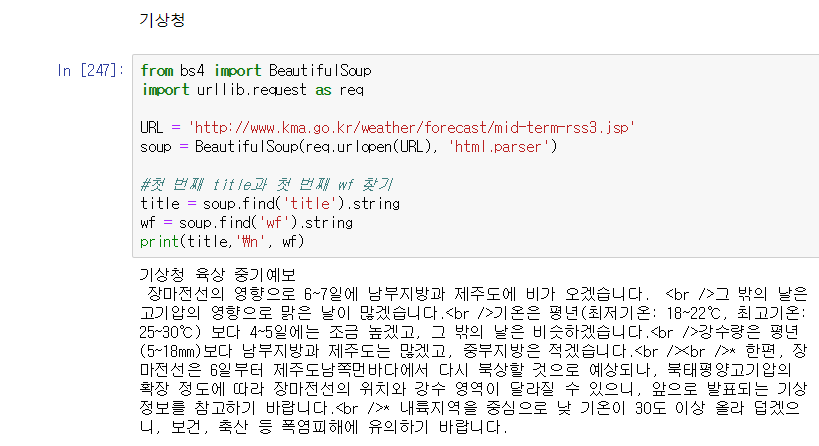 기상청
In [247]:
from bs4 import BeautifulSoup
import urllib.request as req
URL = 'http://www.kma.go.kr/weather/forecast/mid-term-rss3.jsp'
soup = BeautifulSoup(req.urlopen(URL), 'html.parser')
#첫 번째 title과 첫 번째 wf 찾기
title = soup.find('title').string
wf = soup.find('wf').string
print(title,'₩n', wf)
기상청 육상 중기예보
장마전선의 영향으로 6~7일에 남부지방과 제주도에 비가 오겠습니다.  <br />그 밖의 날은
고기압의 영향으로 맑은 날이 많겠습니다.<br />기온은 평년(최저기온: 18~22℃, 최고기온:
25~30℃) 보다 4~5일에는 조금 높겠고, 그 밖의 날은 비슷하겠습니다.<br />강수량은 평년
(5~18mm)보다 남부지방과 제주도는 많겠고, 중부지방은 적겠습니다.<br /><br />* 한편, 장
마전선은 6일부터 제주도남쪽먼바다에서 다시 북상할 것으로 예상되나, 북태평양고기압의
확장 정도에 따라 장마전선의 위치와 강수 영역이 달라질 수 있으니, 앞으로 발표되는 기상
정보를 참고하기 바랍니다.<br />* 내륙지역을 중심으로 낮 기온이 30도 이상 올라 덥겠으
니, 보건, 축산 등 폭염피해에 유의하기 바랍니다.